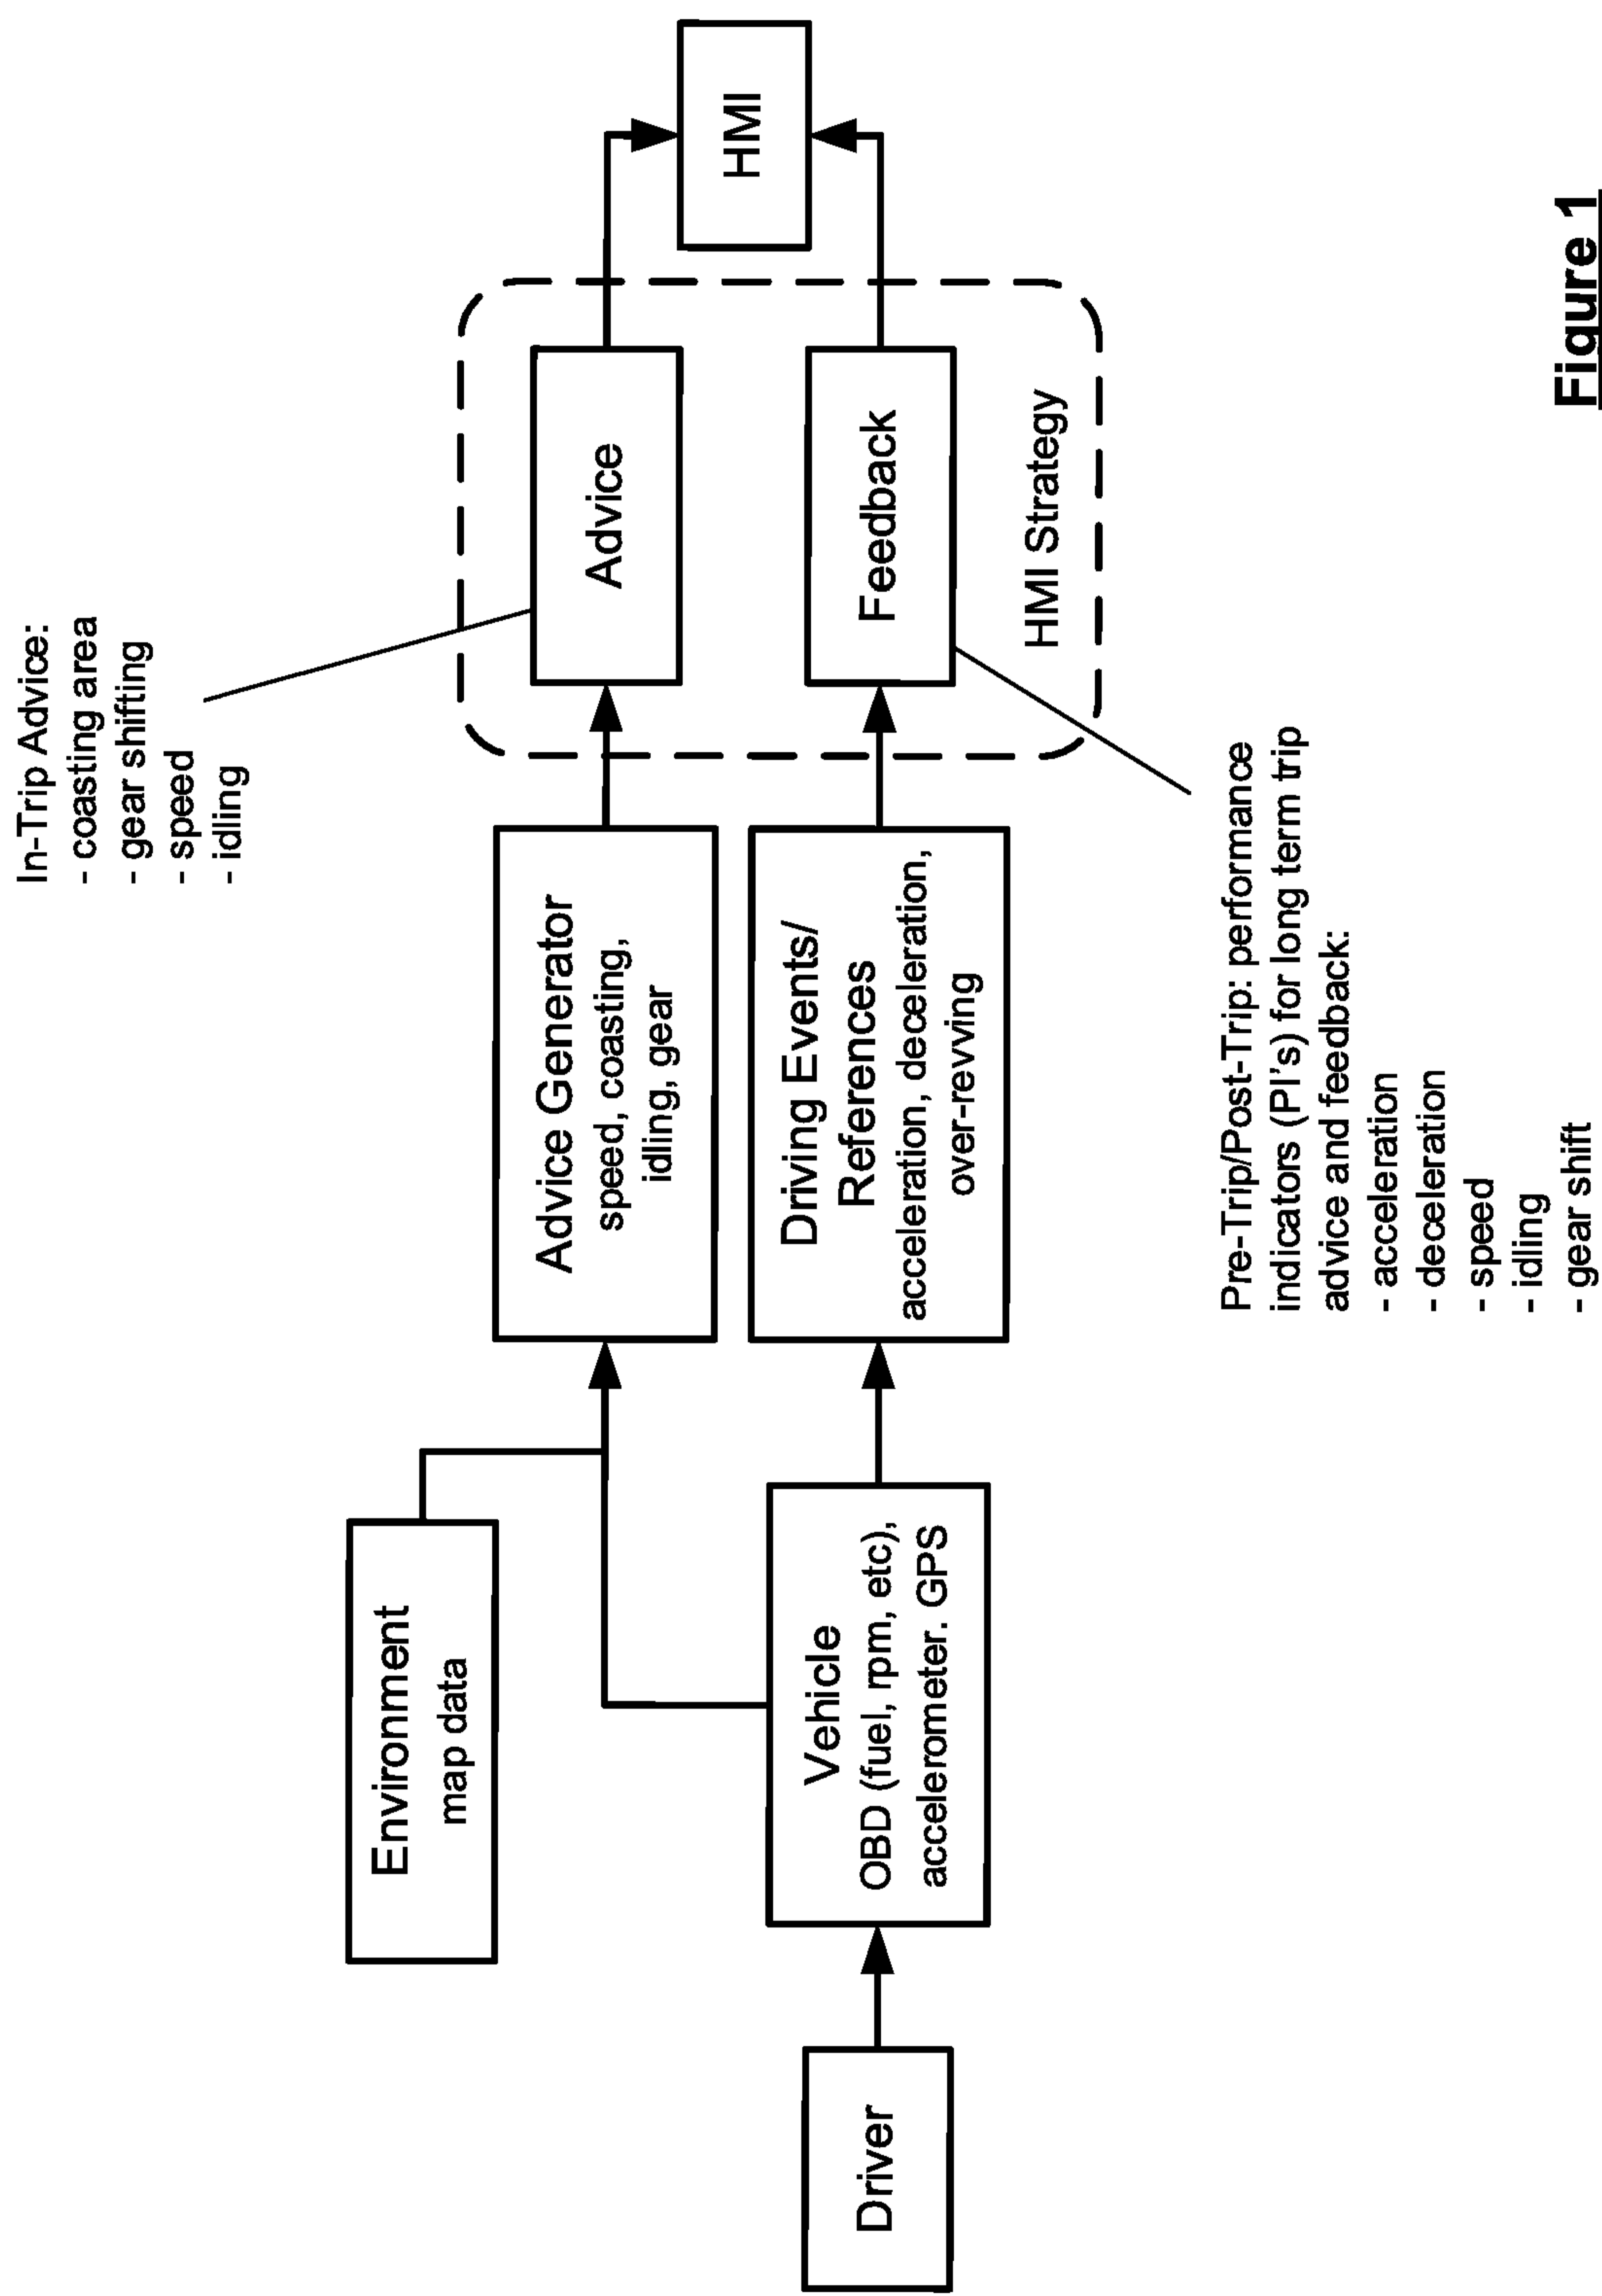 In-Trip Advice:
- coasting area
- gear shifting
- speed
- idling
Environment
map data
Advice Generator
speed, coasting,
idling, gear
Advice
HMI
Driver
Vehicle
OBD (fuel, rpm, etc),
accelerometer. GPS
Driving Events/
References
acceleration, deceleration,
over-revving
Feedback
HMI Strategy
Pre-Trip/Post-Trip: performance
indicators (PI's) for long term trip
advice and feedback:
- acceleration
- deceleration
- speed
- idling
- gear shift
Figure 1